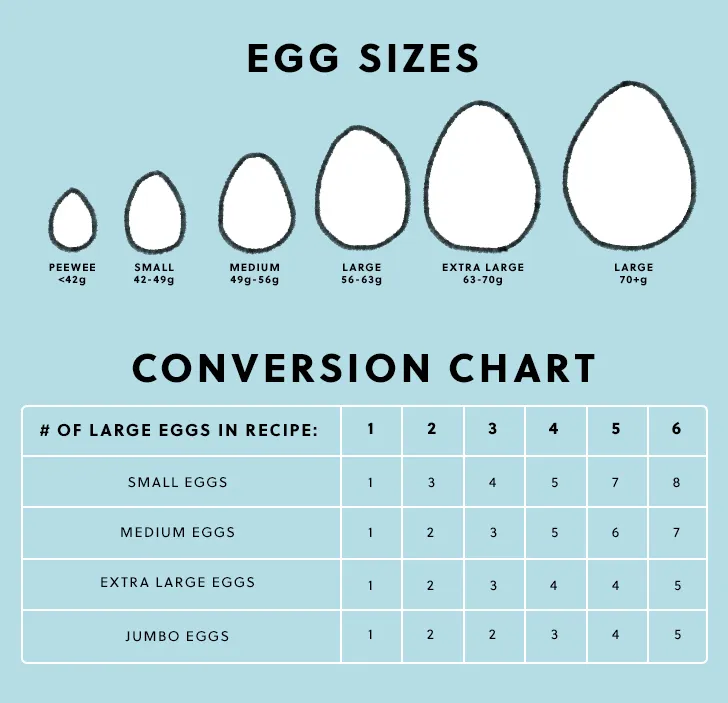 EGG SIZES
PEEWEE
<42g
SMALL
42-49g
MEDIUM
49g-56g
LARGE
56-63g
EXTRA LARGE
63-70g
LARGE
70+g
CONVERSION CHART
# OF LARGE EGGS IN RECIPE: 1 2 3 4 5 6
SMALL EGGS 1 3 4 5 7 8
MEDIUM EGGS 1 2 3 5 6 7
EXTRA LARGE EGGS 1 2 3 4 4 5
JUMBO EGGS 1 2 2 3 4 5